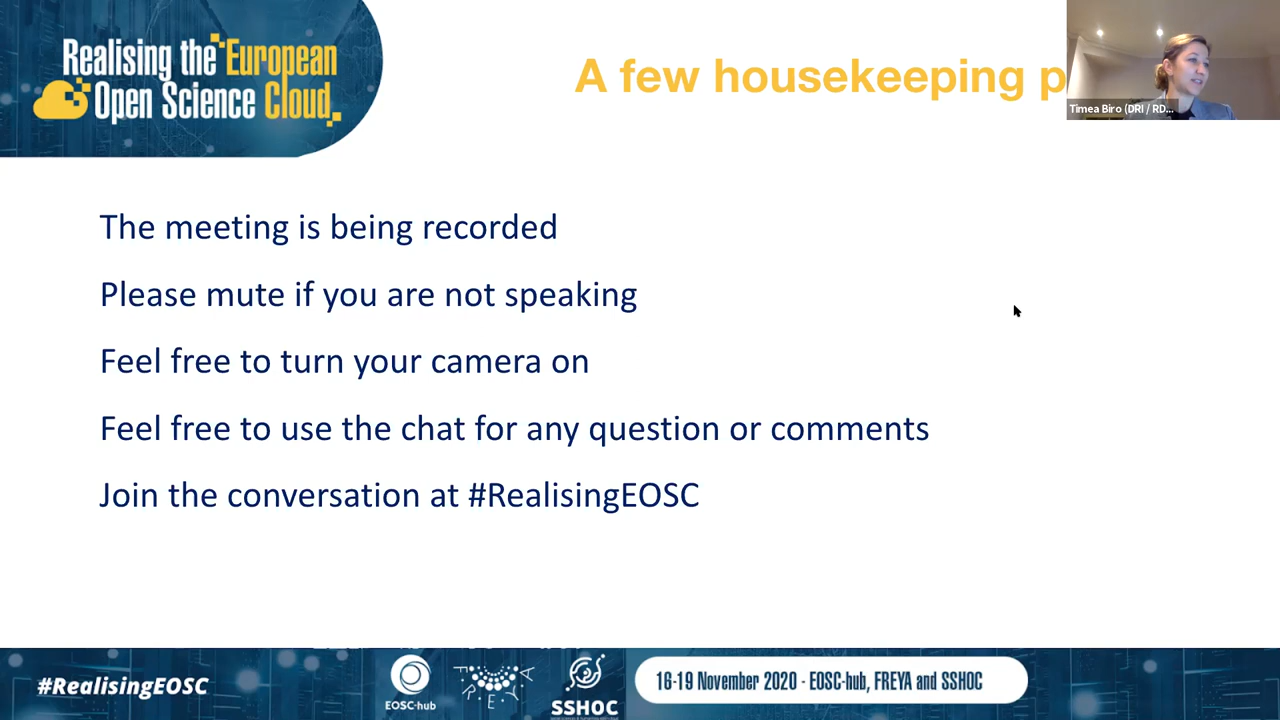 Realising the European
Open Science Cloud
A few housekeeping p
Timea Biro (DRI / RD...
The meeting is being recorded
Please mute if you are not speaking
Feel free to turn your camera on
Feel free to use the chat for any question or comments
Join the conversation at #RealisingEOSC
#RealisingEOSC
EOSC-hub
FREYA
SSHOC
16-19 November 2020 - EOSC-hub, FREYA and SSHOC